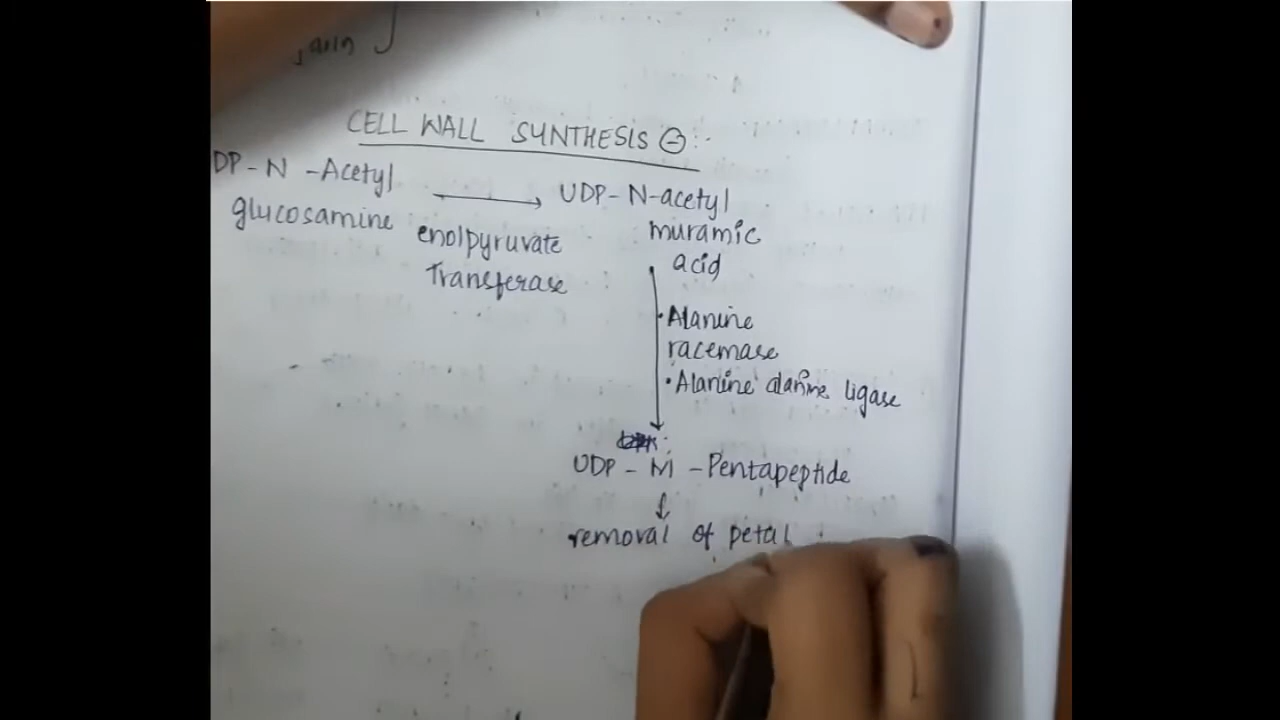 CELL WALL SYNTHESIS ⊖:-
DP-N-Acetyl
glucosamine
enolpyruvate
Transferase
UDP-N-acetyl
muramic
acid
•Alanine
racemase
•Alanine alanine ligase
UDP-M-Pentapeptide
removal of petal